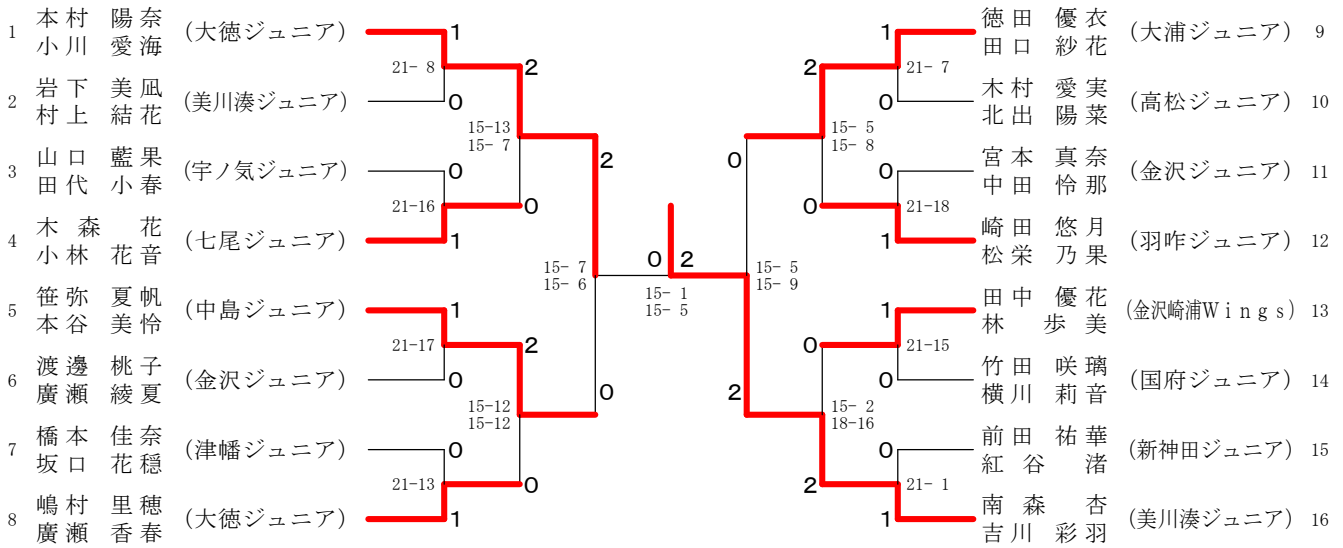 1 本村 陽奈 小川 愛海 (大徳ジュニア) 1
21- 8
2 岩下 美凪 村上 結花 (美川湊ジュニア) 0
2
15-13
15- 7
3 山口 藍果 田代 小春 (宇ノ気ジュニア) 0
21-16
4 木森 花 小林 花音 (七尾ジュニア) 1
0
2
15- 7
15- 6
5 笹弥 夏帆 本谷 美怜 (中島ジュニア) 1
21-17
6 渡邊 桃子 廣瀬 綾夏 (金沢ジュニア) 0
2
15-12
15-12
0
7 橋本 佳奈 坂口 花穏 (津幡ジュニア) 0
21-13
8 嶋村 里穂 廣瀬 香春 (大徳ジュニア) 1
0
0 2
15- 1
15- 5
1 徳田 優衣 田口 紗花 (大浦ジュニア) 9
21- 7
0 木村 愛実 北出 陽菜 (高松ジュニア) 10
2
15- 5
15- 8
0
0 宮本 真奈 中田 怜那 (金沢ジュニア) 11
21-18
1 崎田 悠月 松栄 乃果 (羽咋ジュニア) 12
0
15- 5
15- 9
1 田中 優花 林 歩美 (金沢崎浦Wings) 13
21-15
0 竹田 咲璃 横川 莉音 (国府ジュニア) 14
0
15- 2
18-16
2
0 前田 祐華 紅谷 渚 (新神田ジュニア) 15
21- 1
1 南森 杏 吉川 彩羽 (美川湊ジュニア) 16
2